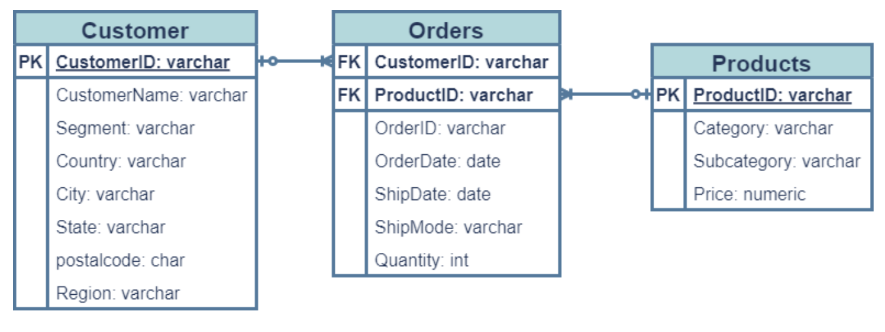 Customer
PK CustomerID: varchar
CustomerName: varchar
Segment: varchar
Country: varchar
City: varchar
State: varchar
postalcode: char
Region: varchar
Orders
FK CustomerID: varchar
FK ProductID: varchar
OrderID: varchar
OrderDate: date
ShipDate: date
ShipMode: varchar
Quantity: int
Products
PK ProductID: varchar
Category: varchar
Subcategory: varchar
Price: numeric